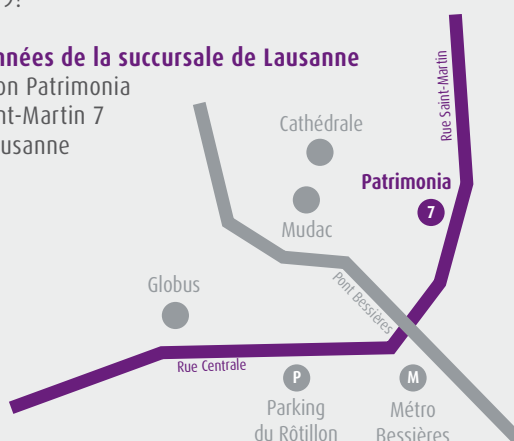 nnées de la succursale de Lausanne
on Patrimonia
nt-Martin 7
usanne
Rue Saint-Martin
Cathédrale
Patrimonia
7
Mudac
Globus
Pont Bessières
Rue Centrale
P
M
Parking
du Rôtillon
Métro
Bessières